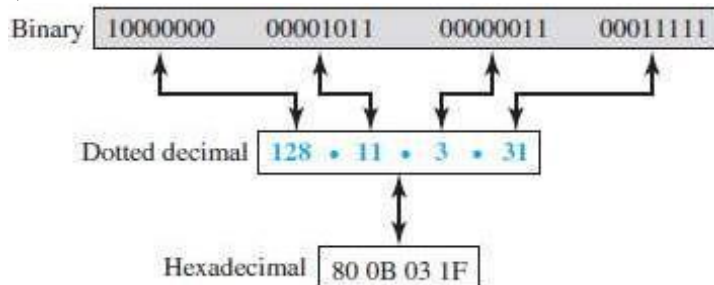 Binary 10000000 00001011 00000011 00011111
Dotted decimal 128 • 11 • 3 • 31
Hexadecimal 80 0B 03 1F